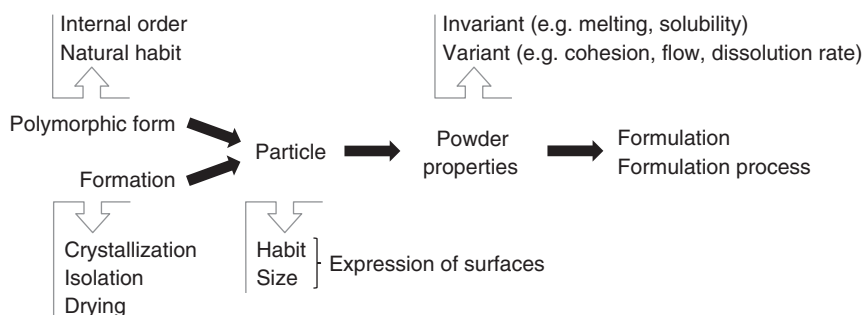 Internal order
Natural habit
Invariant (e.g. melting, solubility)
Variant (e.g. cohesion, flow, dissolution rate)
Polymorphic form
Formation
Particle
Powder
properties
Formulation
Formulation process
Crystallization
Isolation
Drying
Habit
Size
Expression of surfaces